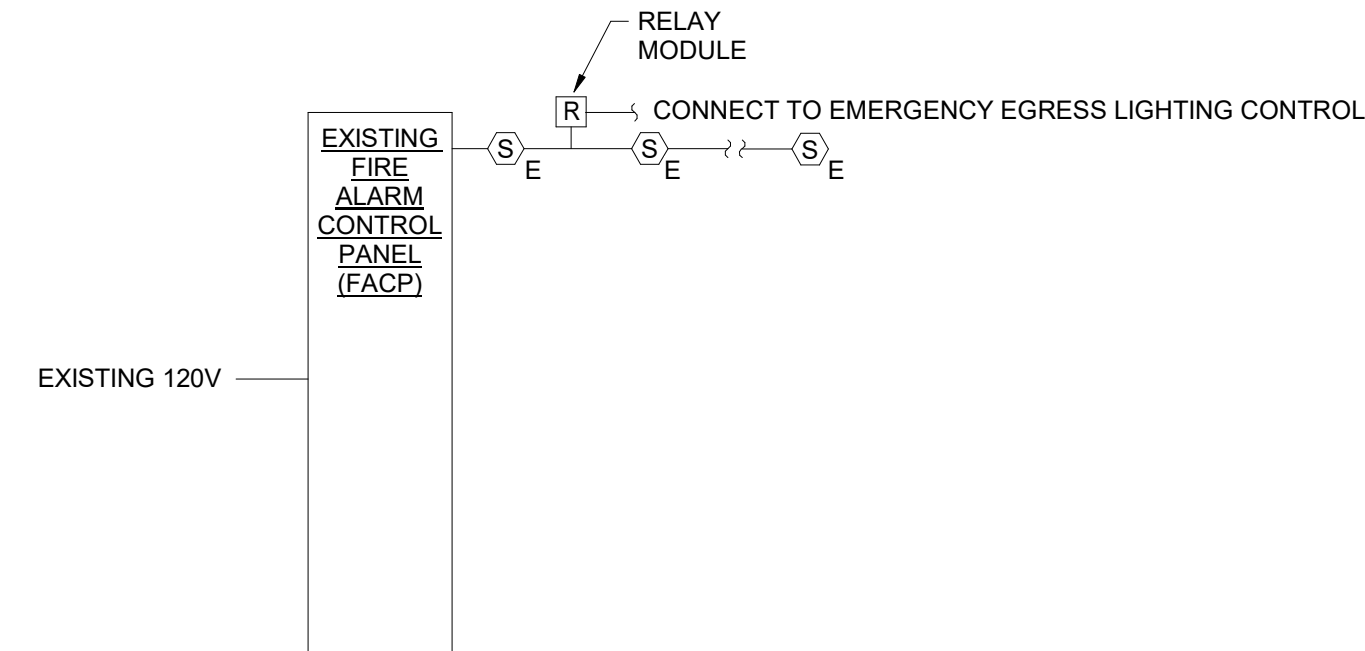 RELAY
MODULE
R
CONNECT TO EMERGENCY EGRESS LIGHTING CONTROL
EXISTING
FIRE
ALARM
CONTROL
PANEL
(FACP)
S
E
S
E
S
E
EXISTING 120V